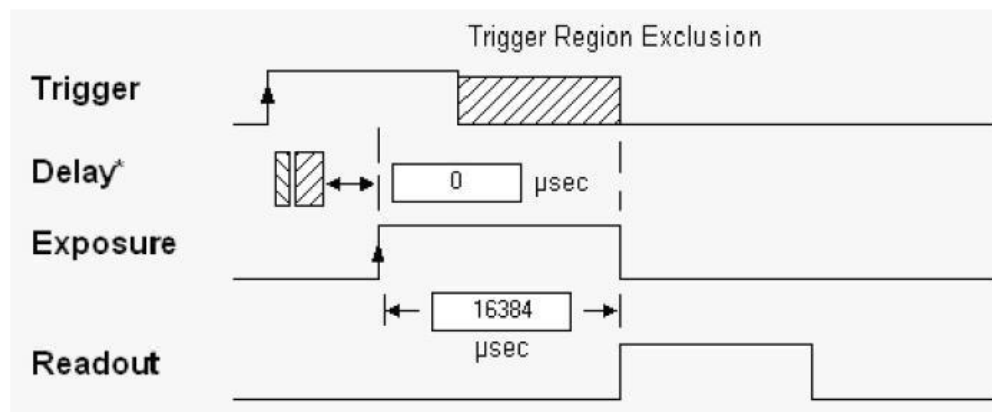 Trigger Region Exclusion
Trigger
Delay*
0 µsec
Exposure
16384
µsec
Readout